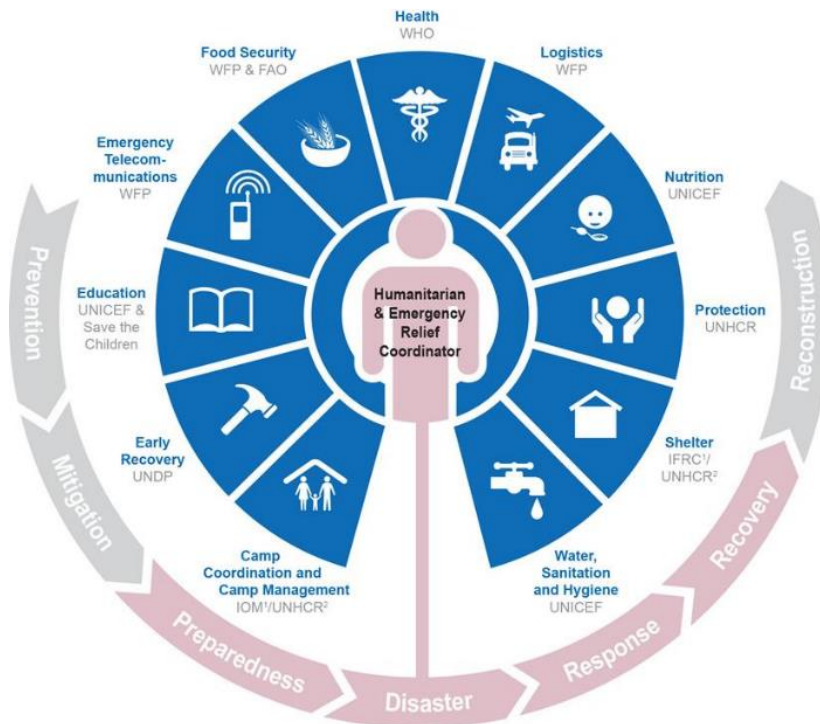 Health
WHO
Food Security
WFP & FAO
Logistics
WFP
Emergency
Telecom-
munications
WFP
Nutrition
UNICEF
Education
UNICEF &
Save the
Children
Humanitarian
& Emergency
Relief
Coordinator
Protection
UNHCR
Early
Recovery
UNDP
Shelter
IFRC¹/
UNHCR²
Camp
Coordination and
Camp Management
IOM¹/UNHCR²
Water,
Sanitation
and Hygiene
UNICEF
Prevention
Mitigation
Preparedness
Disaster
Response
Recovery
Reconstruction